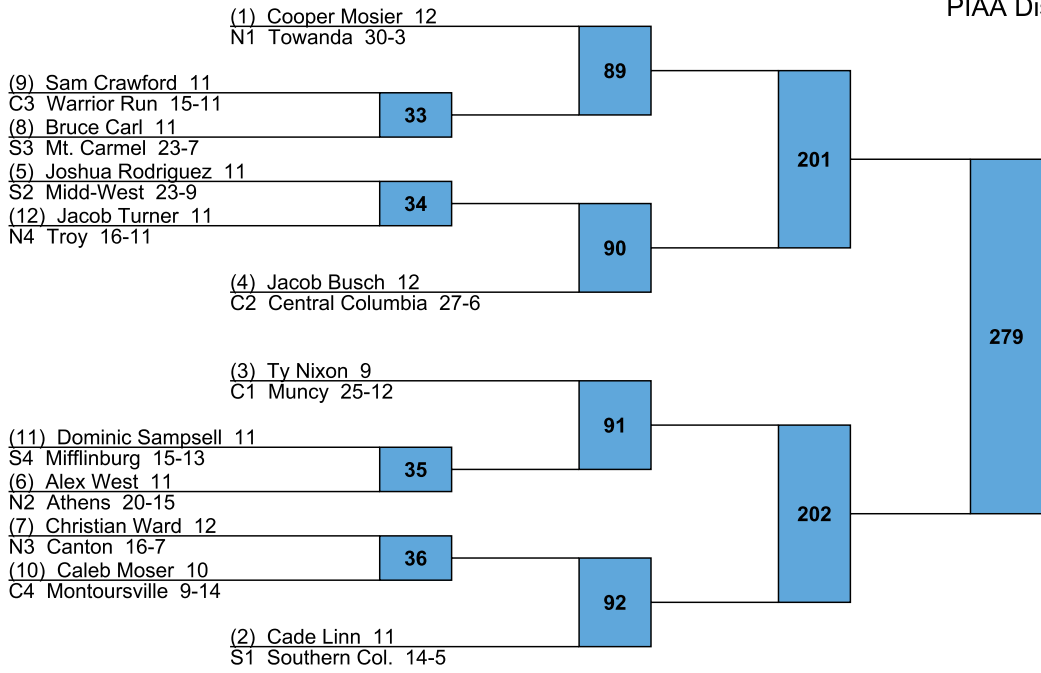 PIAA Dis
(1) Cooper Mosier 12
N1 Towanda 30-3
89
(9) Sam Crawford 11
C3 Warrior Run 15-11
33
(8) Bruce Carl 11
S3 Mt. Carmel 23-7
201
(5) Joshua Rodriguez 11
S2 Midd-West 23-9
34
(12) Jacob Turner 11
N4 Troy 16-11
90
(4) Jacob Busch 12
C2 Central Columbia 27-6
279
(3) Ty Nixon 9
C1 Muncy 25-12
91
(11) Dominic Sampsell 11
S4 Mifflinburg 15-13
35
(6) Alex West 11
N2 Athens 20-15
202
(7) Christian Ward 12
N3 Canton 16-7
36
(10) Caleb Moser 10
C4 Montoursville 9-14
92
(2) Cade Linn 11
S1 Southern Col. 14-5